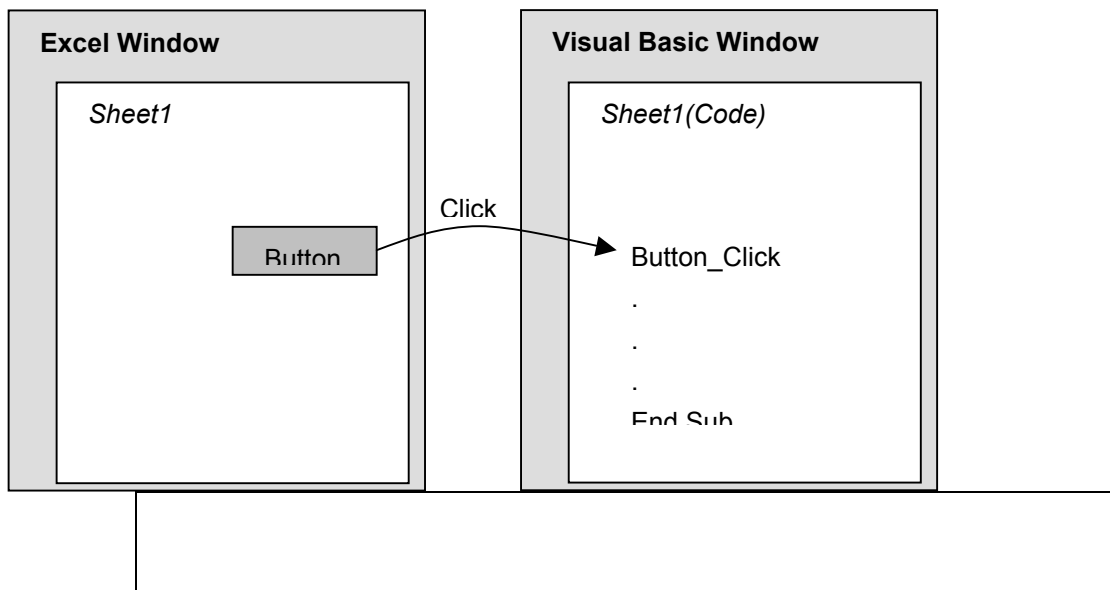 Excel Window
Sheet1
Button
Click
Visual Basic Window
Sheet1(Code)
Button_Click
.
.
.
End Sub